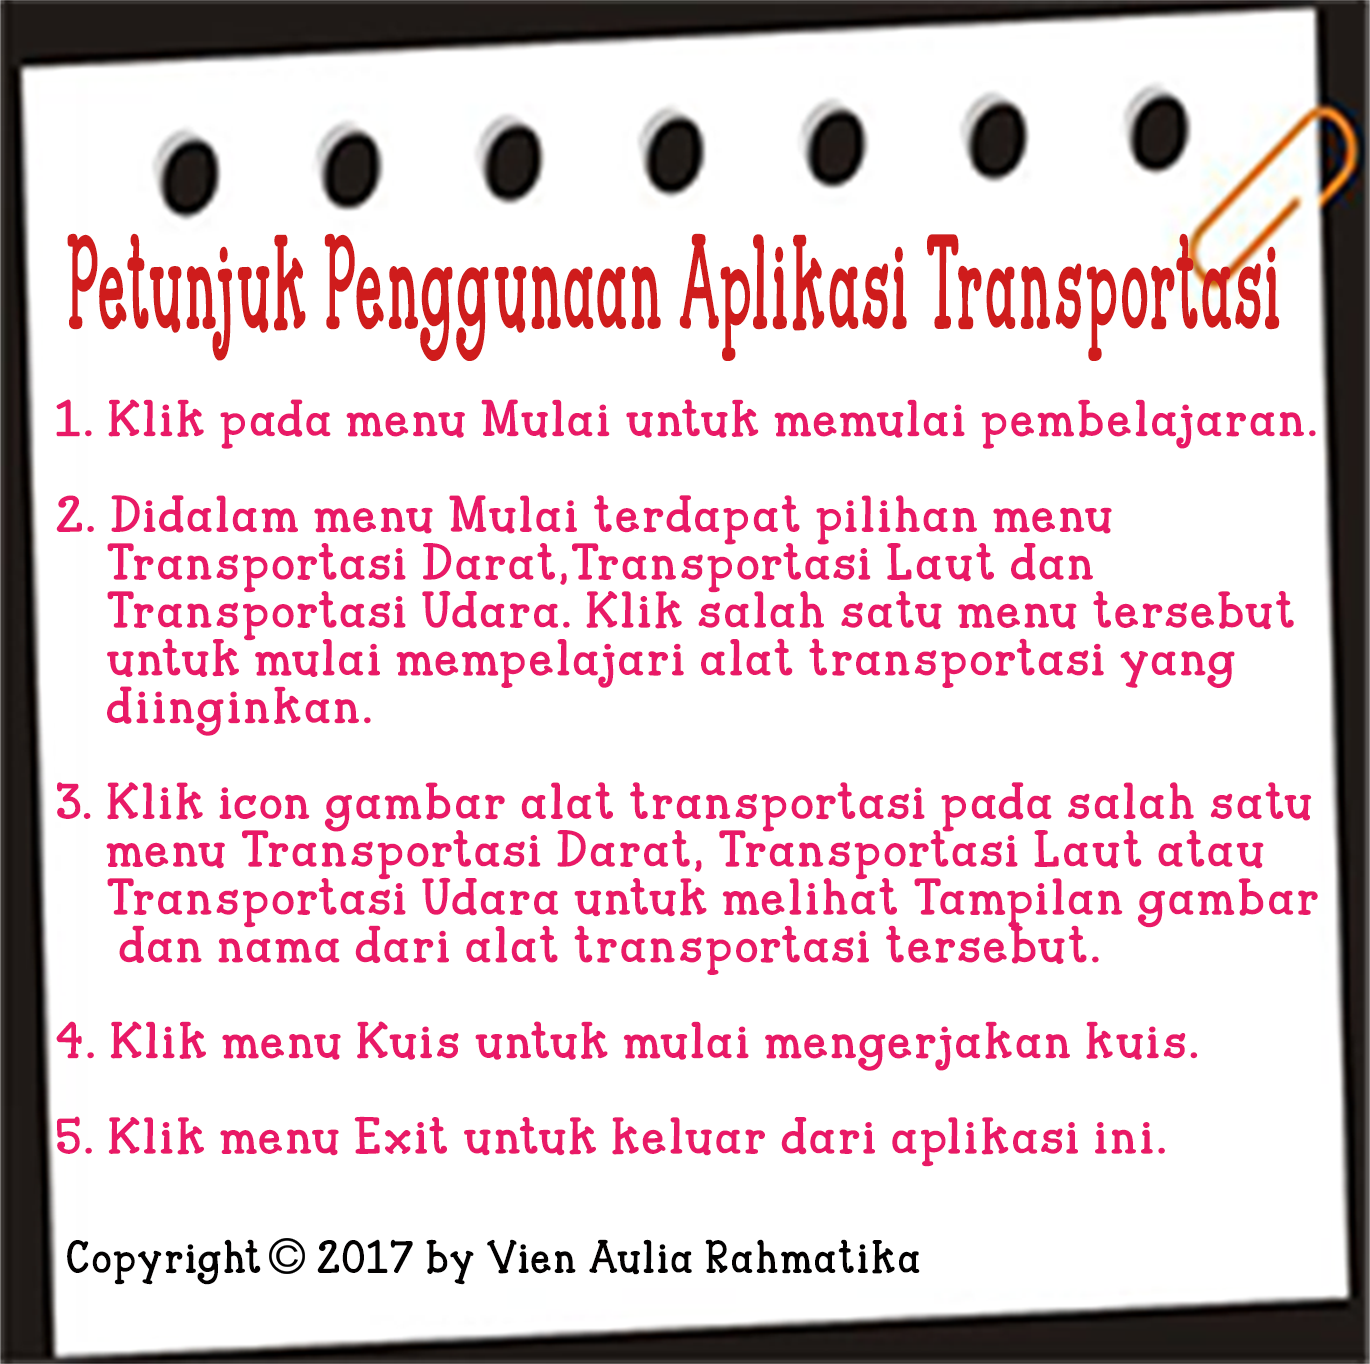 Petunjuk Penggunaan Aplikasi Transportasi
1. Klik pada menu Mulai untuk memulai pembelajaran.
2. Didalam menu Mulai terdapat pilihan menu
Transportasi Darat,Transportasi Laut dan
Transportasi Udara. Klik salah satu menu tersebut
untuk mulai mempelajari alat transportasi yang
diinginkan.
3. Klik icon gambar alat transportasi pada salah satu
menu Transportasi Darat, Transportasi Laut atau
Transportasi Udara untuk melihat Tampilan gambar
dan nama dari alat transportasi tersebut.
4. Klik menu Kuis untuk mulai mengerjakan kuis.
5. Klik menu Exit untuk keluar dari aplikasi ini.
Copyright © 2017 by Vien Aulia Rahmatika